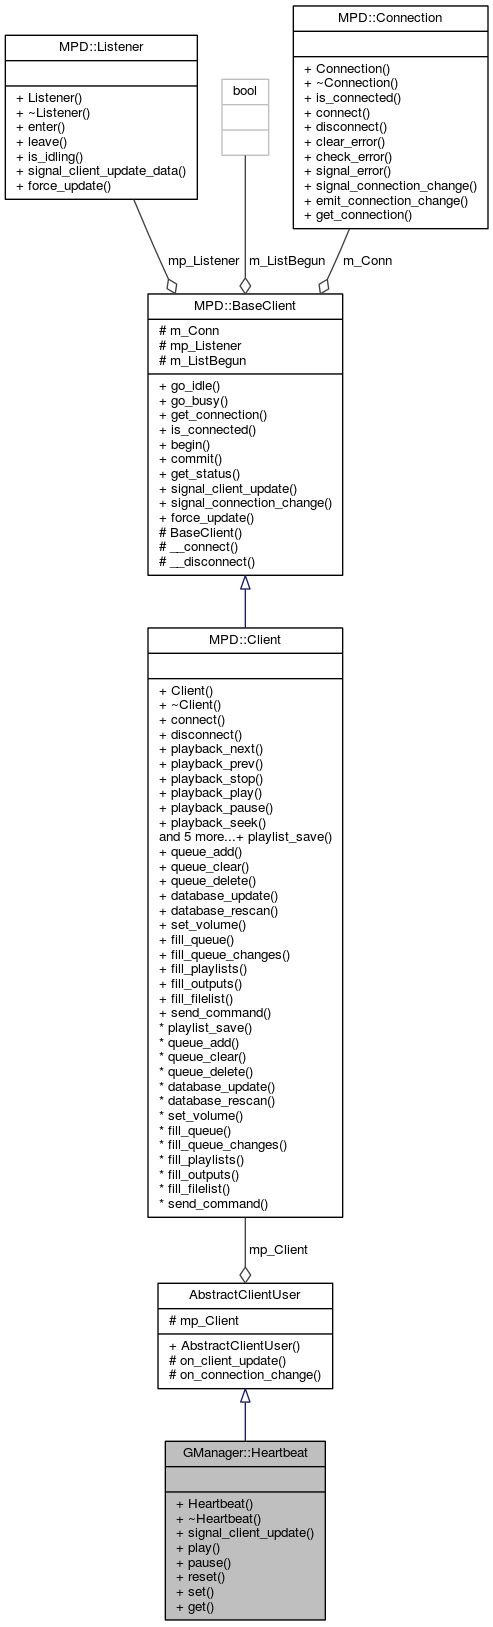 MPD::Connection
+ Connection()
+ ~Connection()
+ is_connected()
+ connect()
+ disconnect()
+ clear_error()
+ check_error()
+ signal_error()
+ signal_connection_change()
+ emit_connection_change()
+ get_connection()
MPD::Listener
+ Listener()
+ ~Listener()
+ enter()
+ leave()
+ is_idling()
+ signal_client_update_data()
+ force_update()
bool
mp_Listener
m_ListBegun
m_Conn
MPD::BaseClient
# m_Conn
# mp_Listener
# m_ListBegun
+ go_idle()
+ go_busy()
+ get_connection()
+ is_connected()
+ begin()
+ commit()
+ get_status()
+ signal_client_update()
+ signal_connection_change()
+ force_update()
# BaseClient()
# __connect()
# __disconnect()
MPD::Client
+ Client()
+ ~Client()
+ connect()
+ disconnect()
+ playback_next()
+ playback_prev()
+ playback_stop()
+ playback_play()
+ playback_pause()
+ playback_seek()
and 5 more...+ playlist_save()
+ queue_add()
+ queue_clear()
+ queue_delete()
+ database_update()
+ database_rescan()
+ set_volume()
+ fill_queue()
+ fill_queue_changes()
+ fill_playlists()
+ fill_outputs()
+ fill_filelist()
+ send_command()
* playlist_save()
* queue_add()
* queue_clear()
* queue_delete()
* database_update()
* database_rescan()
* set_volume()
* fill_queue()
* fill_queue_changes()
* fill_playlists()
* fill_outputs()
* fill_filelist()
* send_command()
mp_Client
AbstractClientUser
# mp_Client
+ AbstractClientUser()
# on_client_update()
# on_connection_change()
GManager::Heartbeat
+ Heartbeat()
+ ~Heartbeat()
+ signal_client_update()
+ play()
+ pause()
+ reset()
+ set()
+ get()